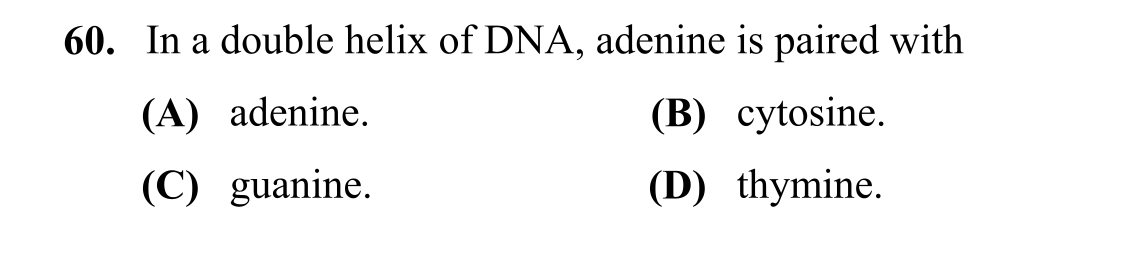 60. In a double helix of DNA, adenine is paired with
(A) adenine. (B) cytosine.
(C) guanine. (D) thymine.